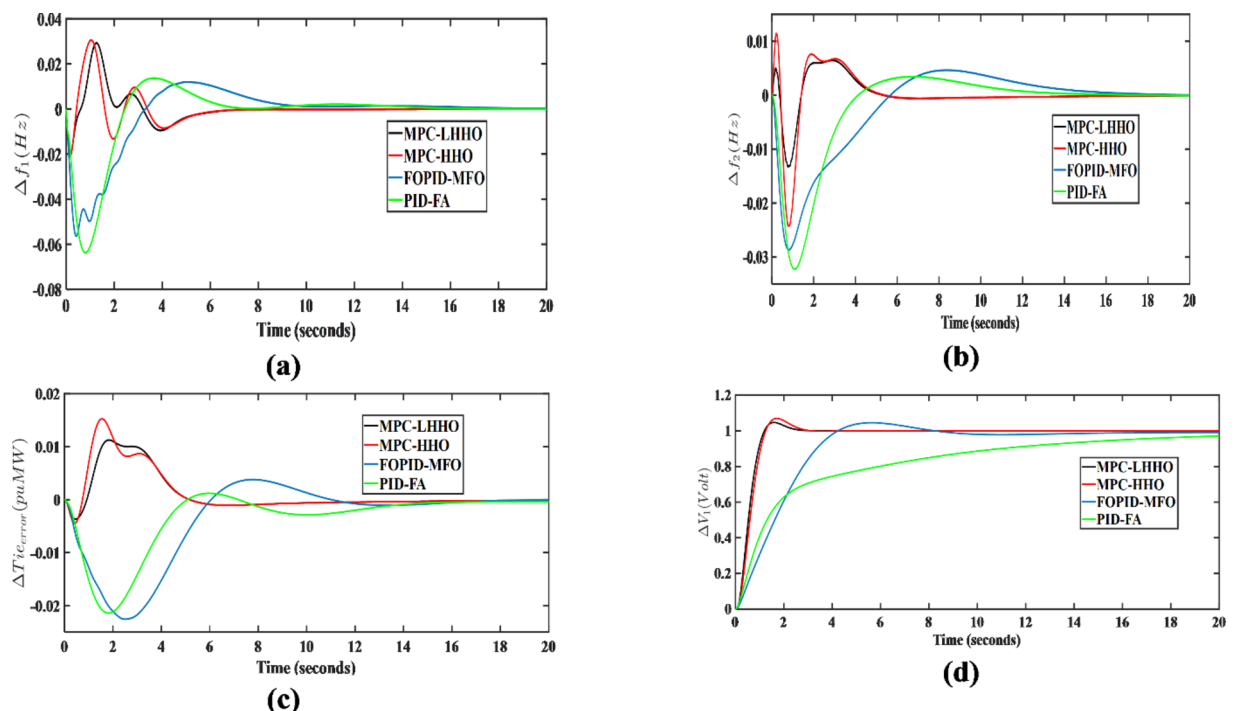 0.04
0.02
0
-0.02
-0.04
-0.06
-0.08
Δf₁(Hz)
MPC-LHHO
MPC-HHO
FOPID-MFO
PID-FA
0 2 4 6 8 10 12 14 16 18 20
Time (seconds)
(a)
0.01
0
-0.01
-0.02
-0.03
Δf₂(Hz)
MPC-LHHO
MPC-HHO
FOPID-MFO
PID-FA
0 2 4 6 8 10 12 14 16 18 20
Time (seconds)
(b)
0.02
0.01
0
-0.01
-0.02
ΔTie_error(puMW)
MPC-LHHO
MPC-HHO
FOPID-MFO
PID-FA
0 2 4 6 8 10 12 14 16 18 20
Time (seconds)
(c)
1.2
1
0.8
0.6
0.4
0.2
0
ΔV₁(Volt)
MPC-LHHO
MPC-HHO
FOPID-MFO
PID-FA
0 2 4 6 8 10 12 14 16 18 20
Time (seconds)
(d)